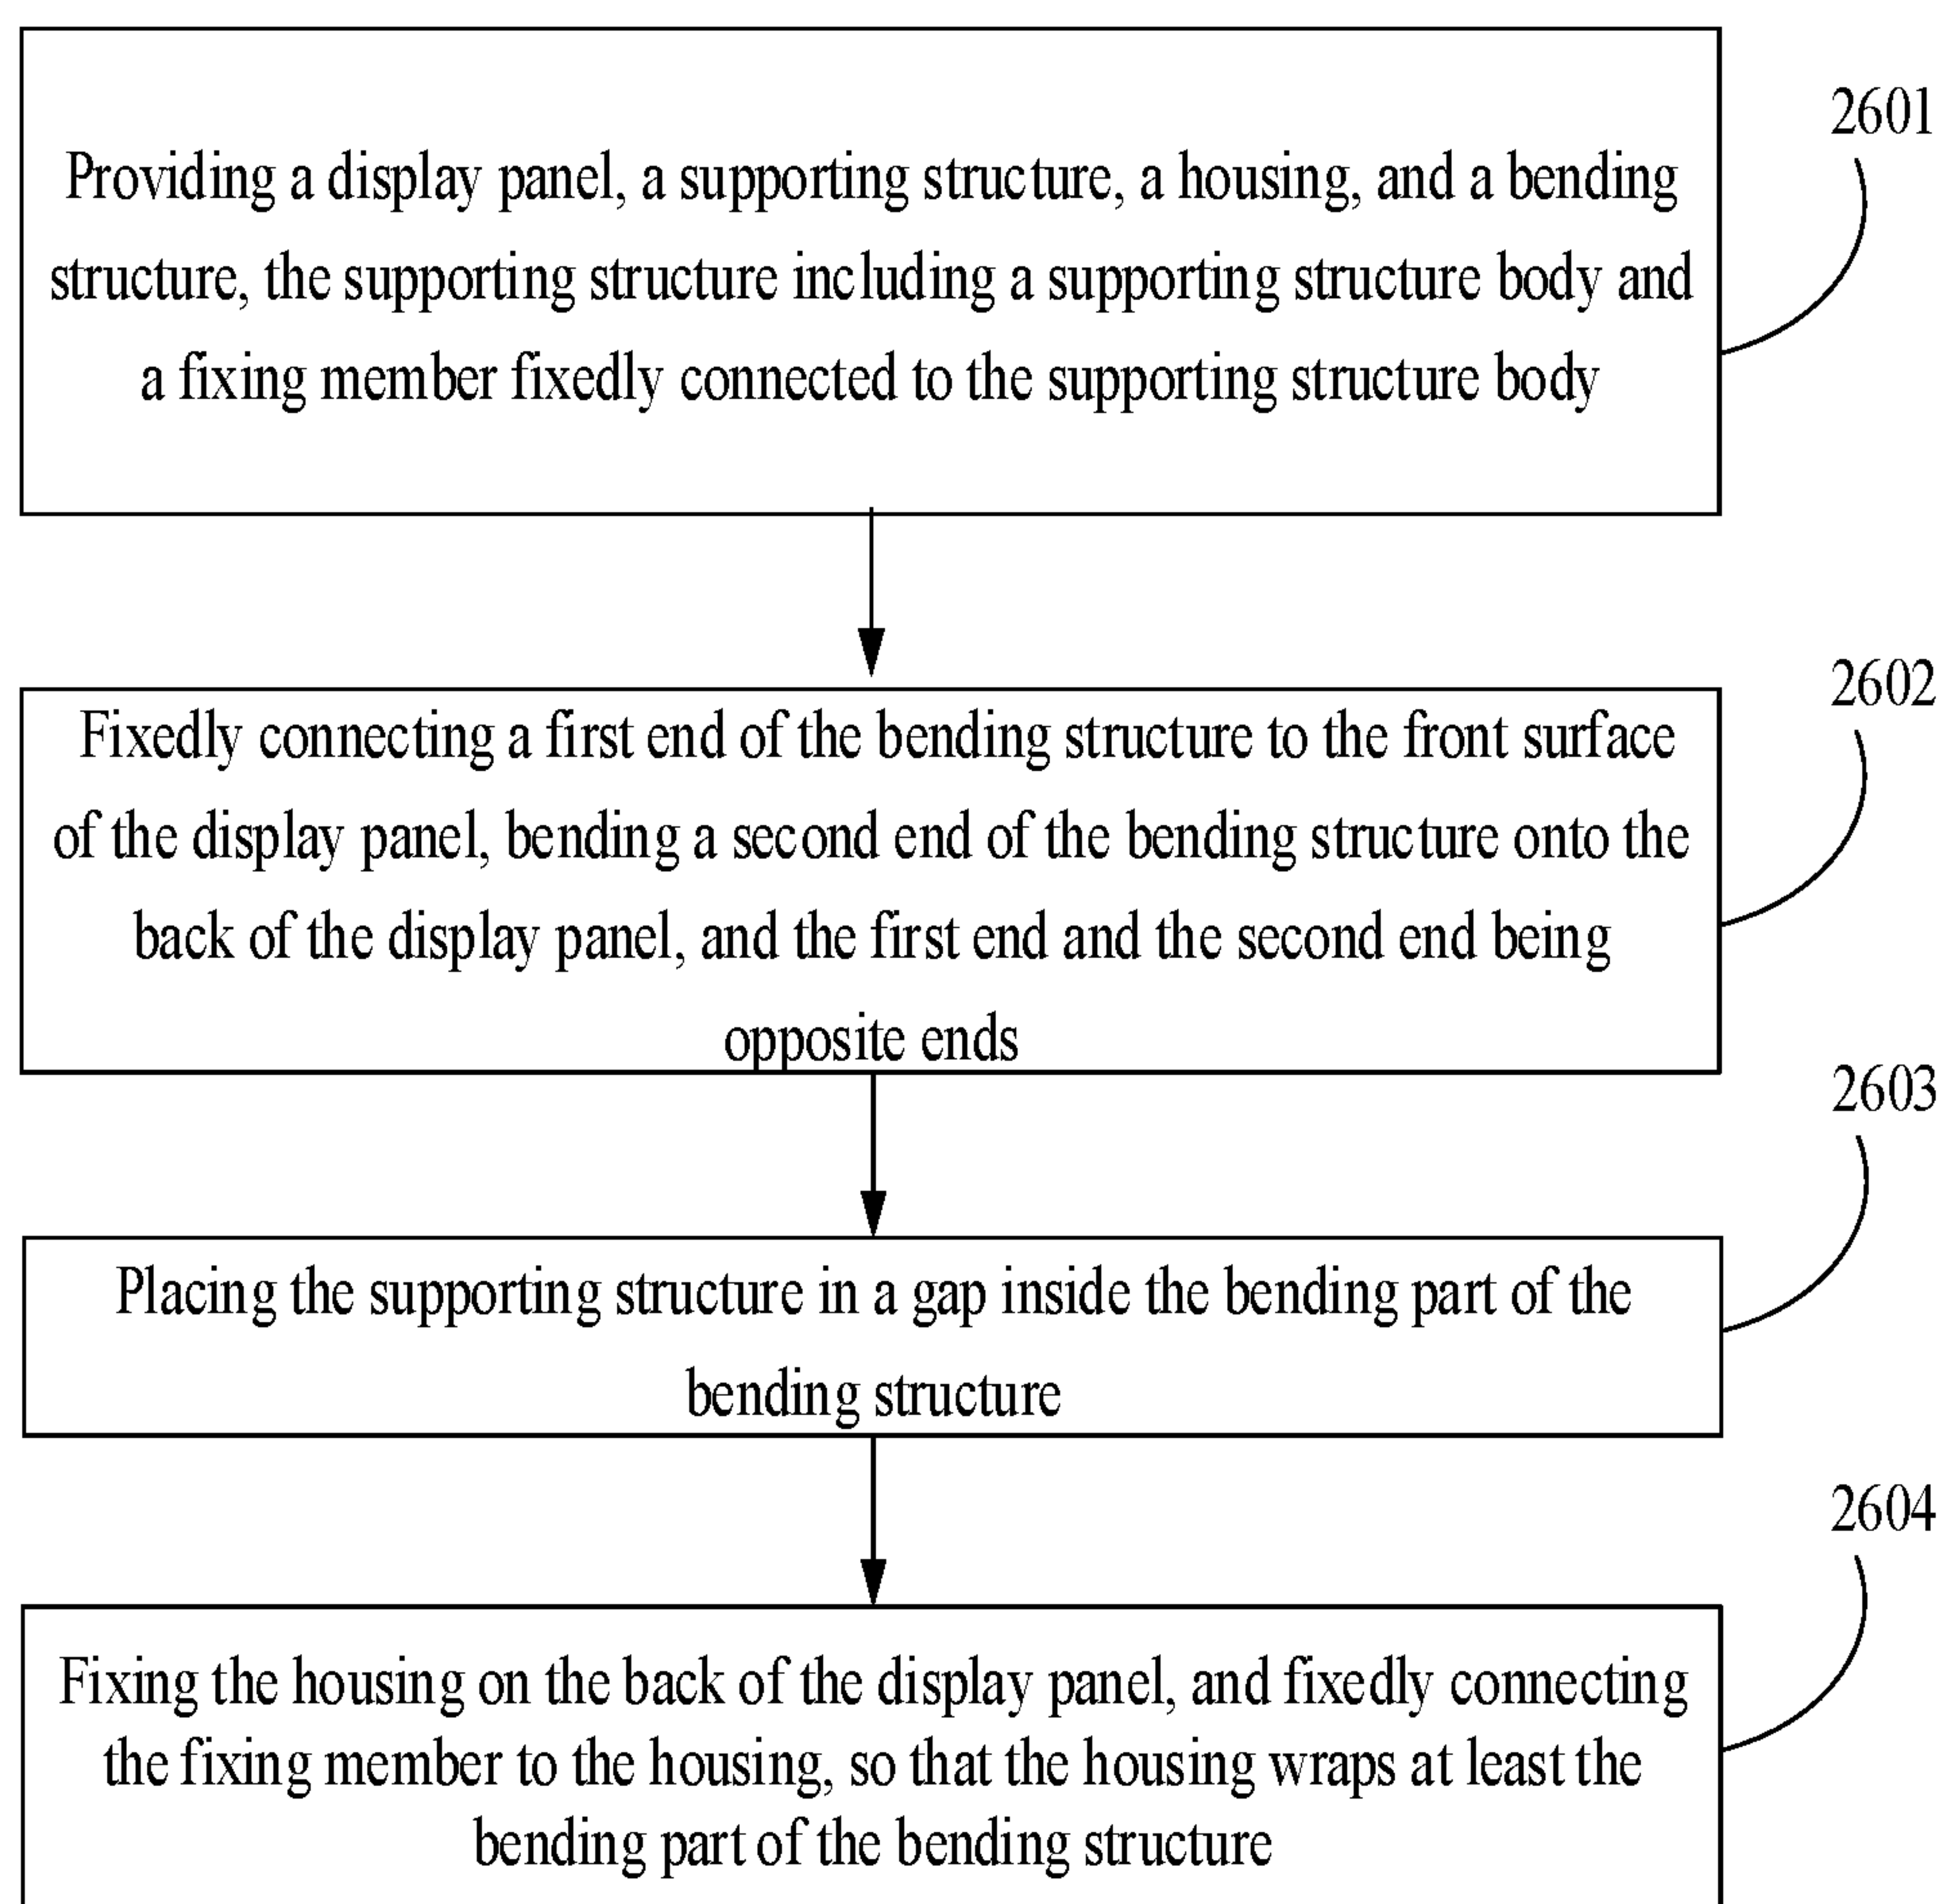 2601
Providing a display panel, a supporting structure, a housing, and a bending
structure, the supporting structure including a supporting structure body and
a fixing member fixedly connected to the supporting structure body
2602
Fixedly connecting a first end of the bending structure to the front surface
of the display panel, bending a second end of the bending structure onto the
back of the display panel, and the first end and the second end being
opposite ends
2603
Placing the supporting structure in a gap inside the bending part of the
bending structure
2604
Fixing the housing on the back of the display panel, and fixedly connecting
the fixing member to the housing, so that the housing wraps at least the
bending part of the bending structure